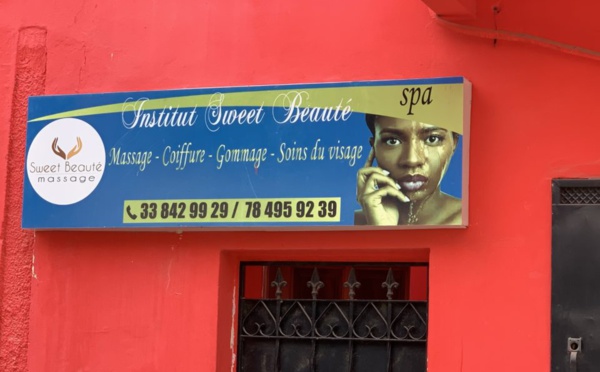 Institut Sweet Beauté
spa
Massage - Coiffure - Gommage - Soins du visage
Sweet Beauté
massage
33 842 99 29 / 78 495 92 39